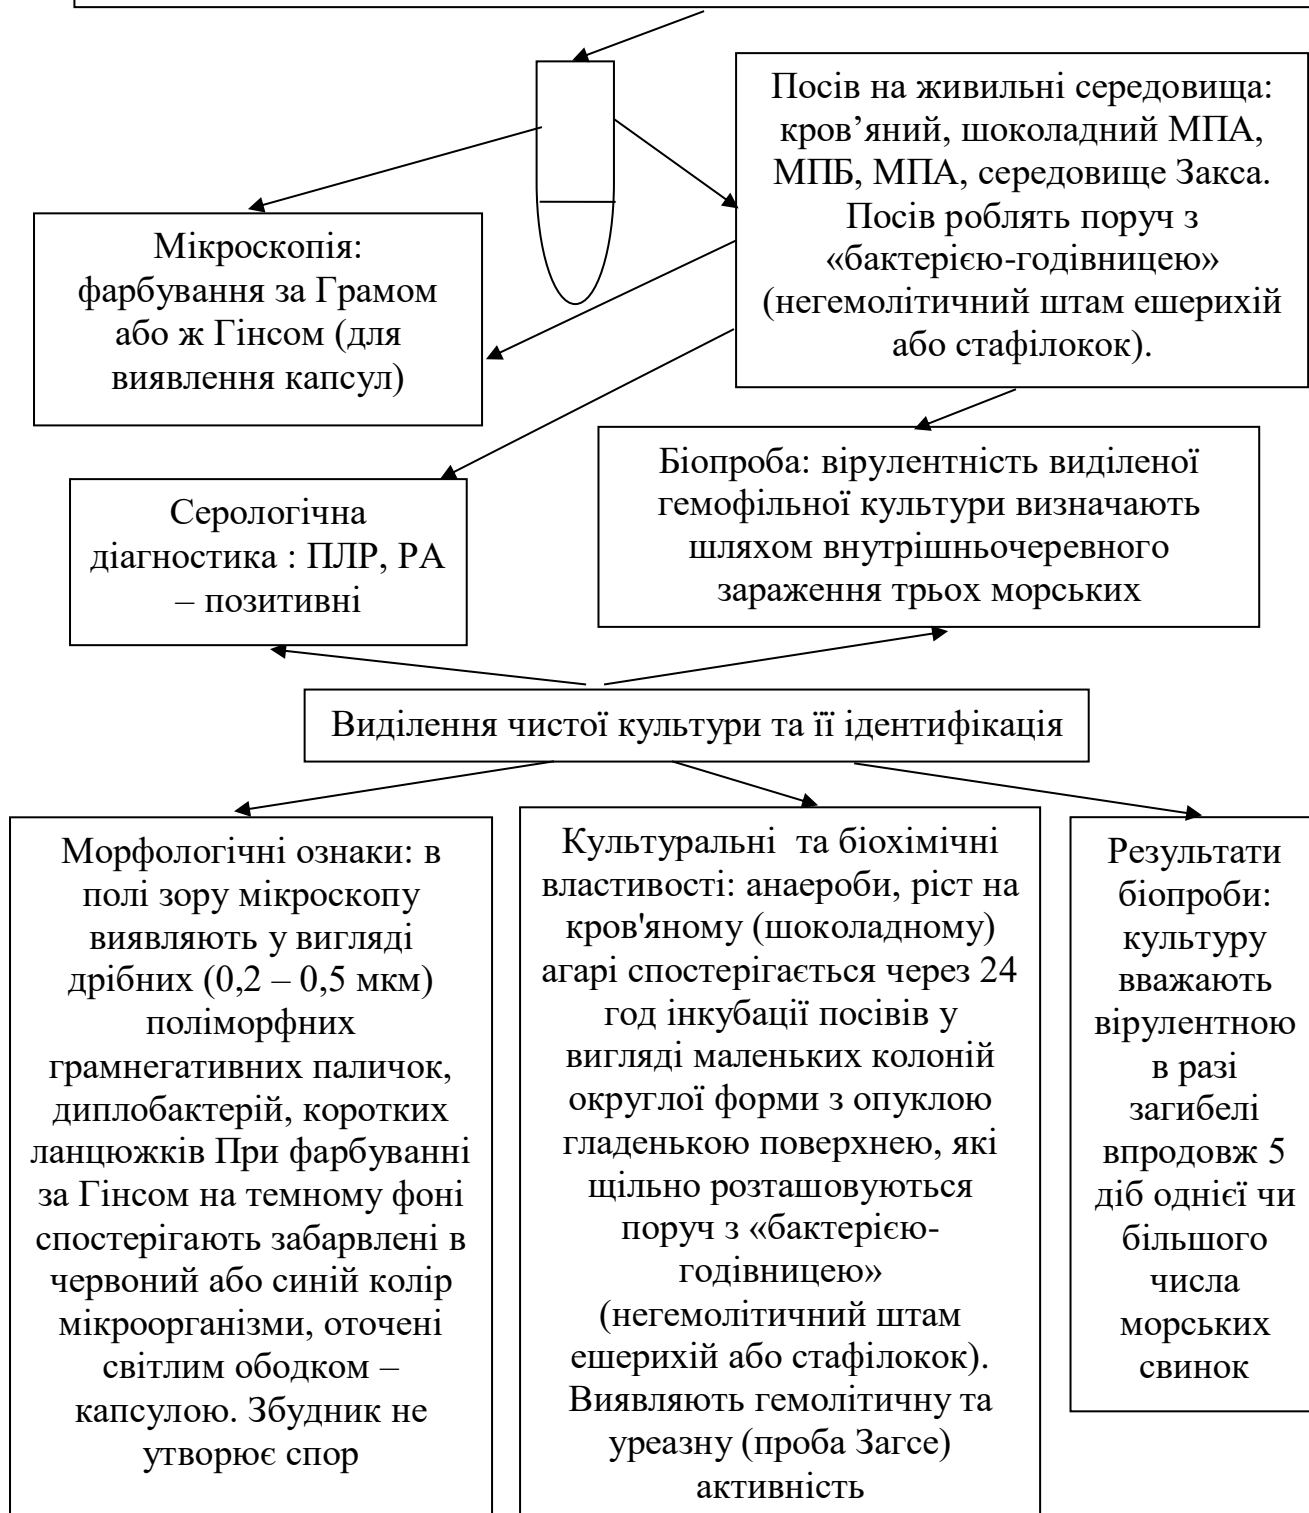 Посів на живильні середовища:
кров’яний, шоколадний МПА,
МПБ, МПА, середовище Закса.
Посів роблять поруч з
«бактерією-годівницею»
(негемолітичний штам ешерихій
або стафілокок).
Мікроскопія:
фарбування за Грамом
або ж Гінсом (для
виявлення капсул)
Біопроба: вірулентність виділеної
гемофільної культури визначають
шляхом внутрішньочеревного
зараження трьох морських
Серологічна
діагностика : ПЛР, РА
– позитивні
Виділення чистої культури та її ідентифікація
Морфологічні ознаки: в
полі зору мікроскопу
виявляють у вигляді
дрібних (0,2 – 0,5 мкм)
поліморфних
грамнегативних паличок,
диплобактерій, коротких
ланцюжків При фарбуванні
за Гінсом на темному фоні
спостерігають забарвлені в
червоний або синій колір
мікроорганізми, оточені
світлим ободком –
капсулою. Збудник не
утворює спор
Культуральні та біохімічні
властивості: анаероби, ріст на
кров'яному (шоколадному)
агарі спостерігається через 24
год інкубації посівів у
вигляді маленьких колоній
округлої форми з опуклою
гладенькою поверхнею, які
щільно розташовуються
поруч з «бактерією-
годівницею»
(негемолітичний штам
ешерихій або стафілокок).
Виявляють гемолітичну та
уреазну (проба Загсе)
активність
Результати
біопроби:
культуру
вважають
вірулентною
в разі
загибелі
впродовж 5
діб однієї чи
більшого
числа
морських
свинок